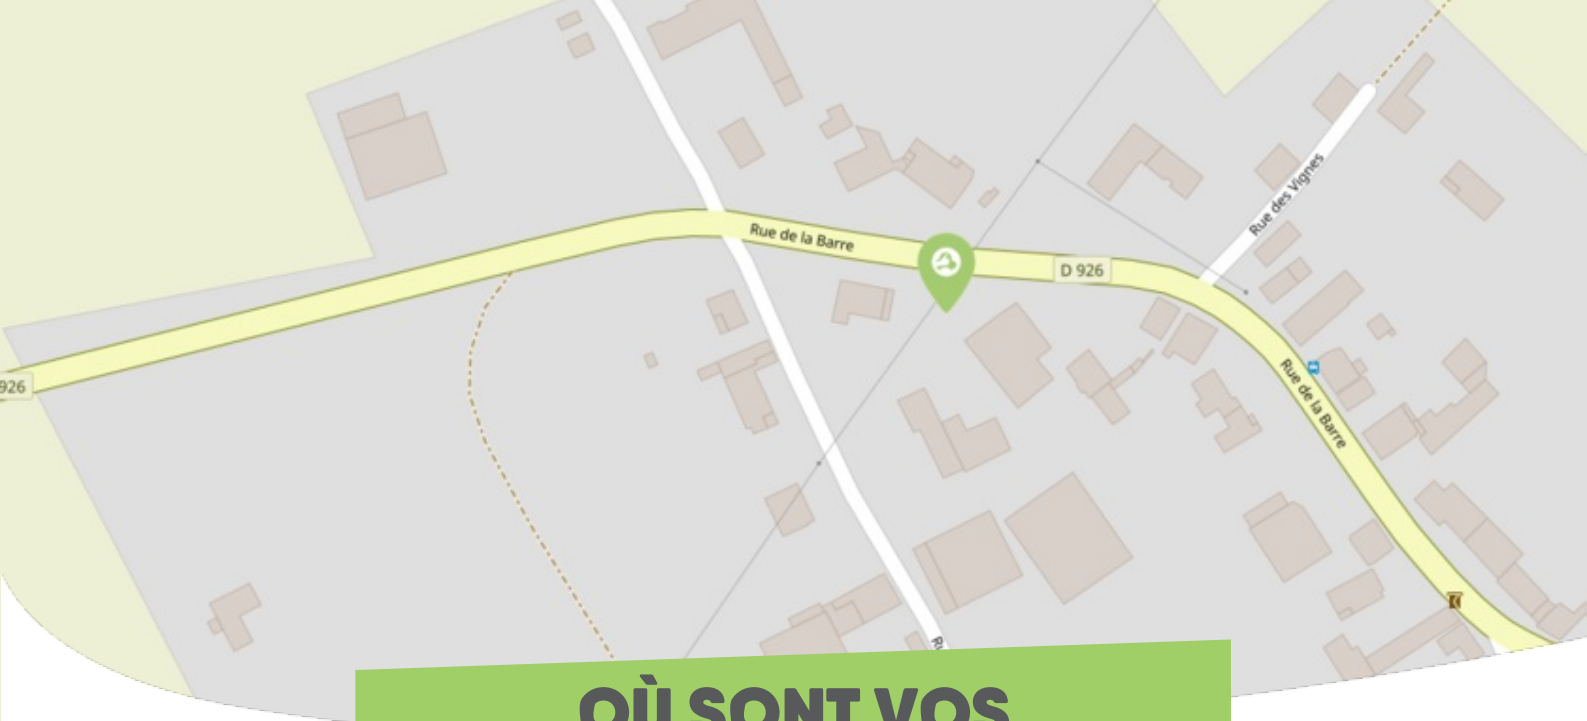 Rue des Vignes
Rue de la Barre
D 926
926
Rue de la Barre
OÙ SONT VOS